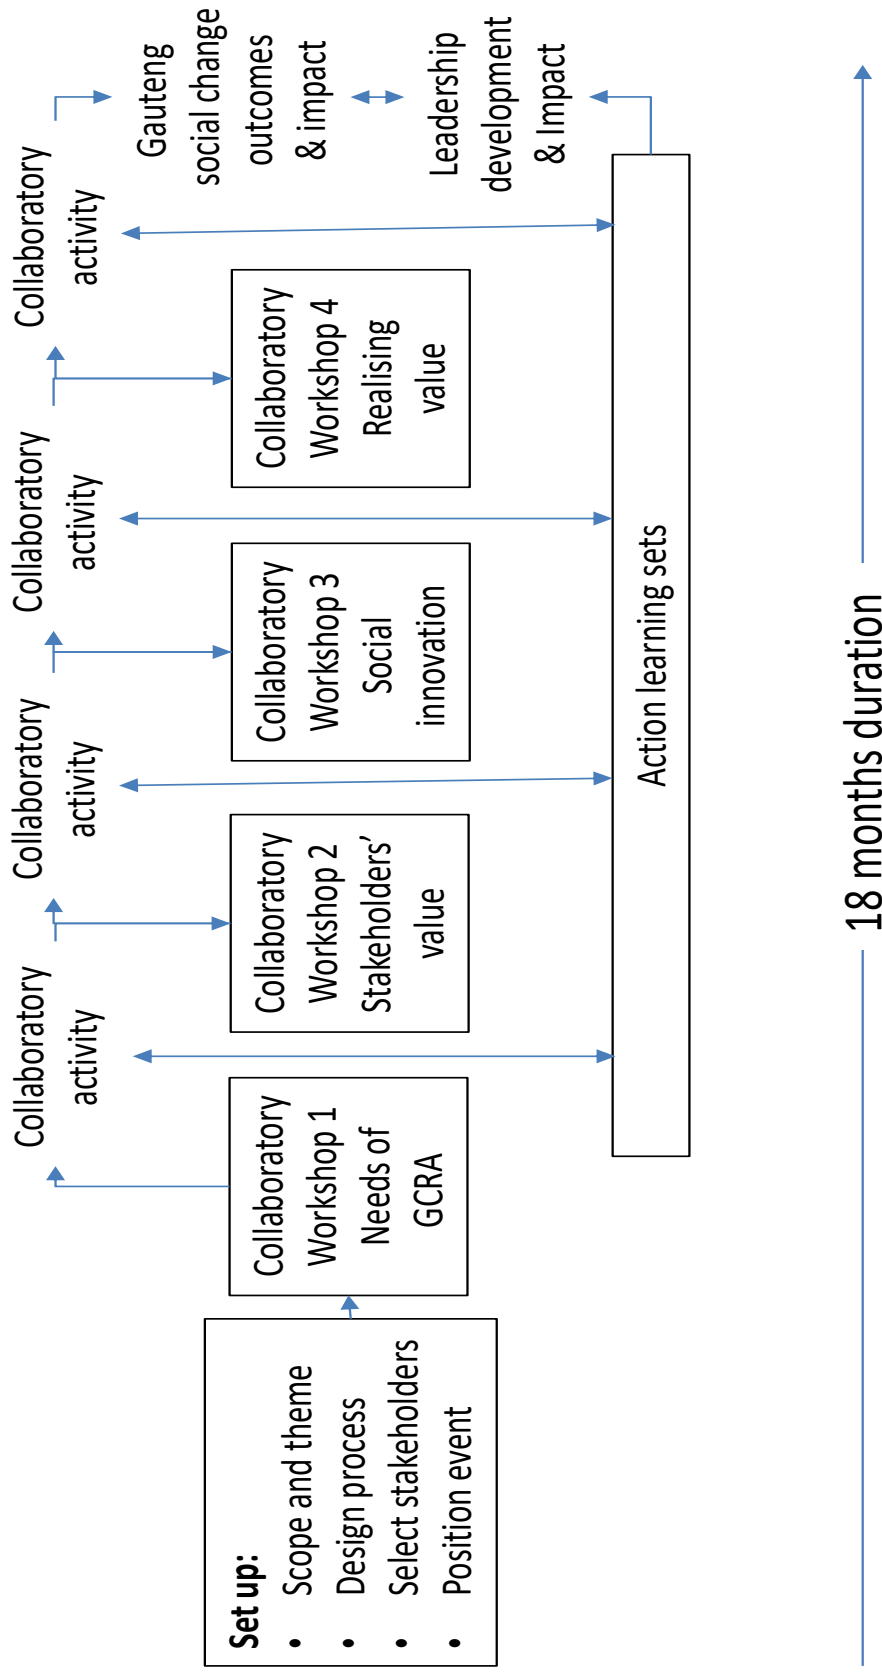 Set up:
• Scope and theme
• Design process
• Select stakeholders
• Position event
Collaboratory
Workshop 1
Needs of
GCRA
Collaboratory
activity
Collaboratory
Workshop 2
Stakeholders’
value
Collaboratory
activity
Collaboratory
Workshop 3
Social
innovation
Collaboratory
activity
Collaboratory
Workshop 4
Realising
value
Collaboratory
activity
Gauteng
social change
outcomes
& impact
Leadership
development
& Impact
Action learning sets
18 months duration